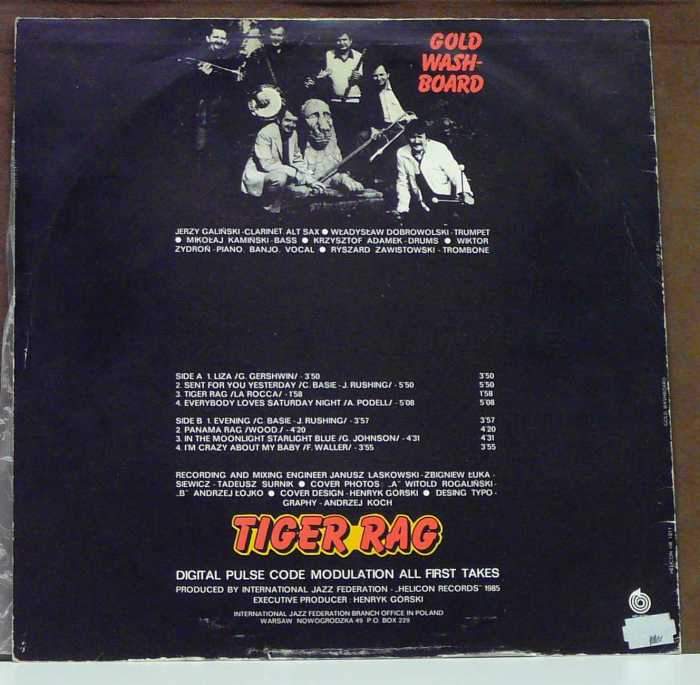 GOLD
WASH-
BOARD
JERZY GALIŃSKI-CLARINET, ALT SAX ● WŁADYSŁAW DOBROWOLSKI-TRUMPET
● MIKOŁAJ KAMIŃSKI-BASS ● KRZYSZTOF ADAMEK-DRUMS ● WIKTOR
ZYDROŃ-PIANO, BANJO, VOCAL ● RYSZARD ZAWISTOWSKI-TROMBONE
SIDE A 1. LIZA /G. GERSHWIN/ - 3'50 3'50
2. SENT FOR YOU YESTERDAY /C. BASIE - J. RUSHING/ - 5'50 5'50
3. TIGER RAG /LA ROCCA/ - 1'58 1'58
4. EVERYBODY LOVES SATURDAY NIGHT /A. PODELL/ - 5'08 5'08
SIDE B 1. EVENING /C. BASIE - J. RUSHING/ - 3'57 3'57
2. PANAMA RAG /WOOD/ - 4'20 4'20
3. IN THE MOONLIGHT STARLIGHT BLUE /G. JOHNSON/ - 4'31 4'31
4. I'M CRAZY ABOUT MY BABY /F. WALLER/ - 3'55 3'55
RECORDING AND MIXING ENGINEER JANUSZ LASKOWSKI-ZBIGNIEW ŁUKA-
SIEWICZ - TADEUSZ SURNIK ● COVER PHOTOS: „A" WITOLD ROGALIŃSKI-
„B" ANDRZEJ ŁOJKO ● COVER DESIGN-HENRYK GÓRSKI ● DESING TYPO-
GRAPHY - ANDRZEJ KOCH
TIGER RAG
DIGITAL PULSE CODE MODULATION ALL FIRST TAKES
PRODUCED BY INTERNATIONAL JAZZ FEDERATION - „HELICON RECORDS" 1985
EXECUTIVE PRODUCER : HENRYK GÓRSKI
INTERNATIONAL JAZZ FEDERATION BRANCH OFFICE IN POLAND
WARSAW NOWOGRODZKA 49 P.O. BOX 229
GOLD WASHBOARD
HELICON HR 1011